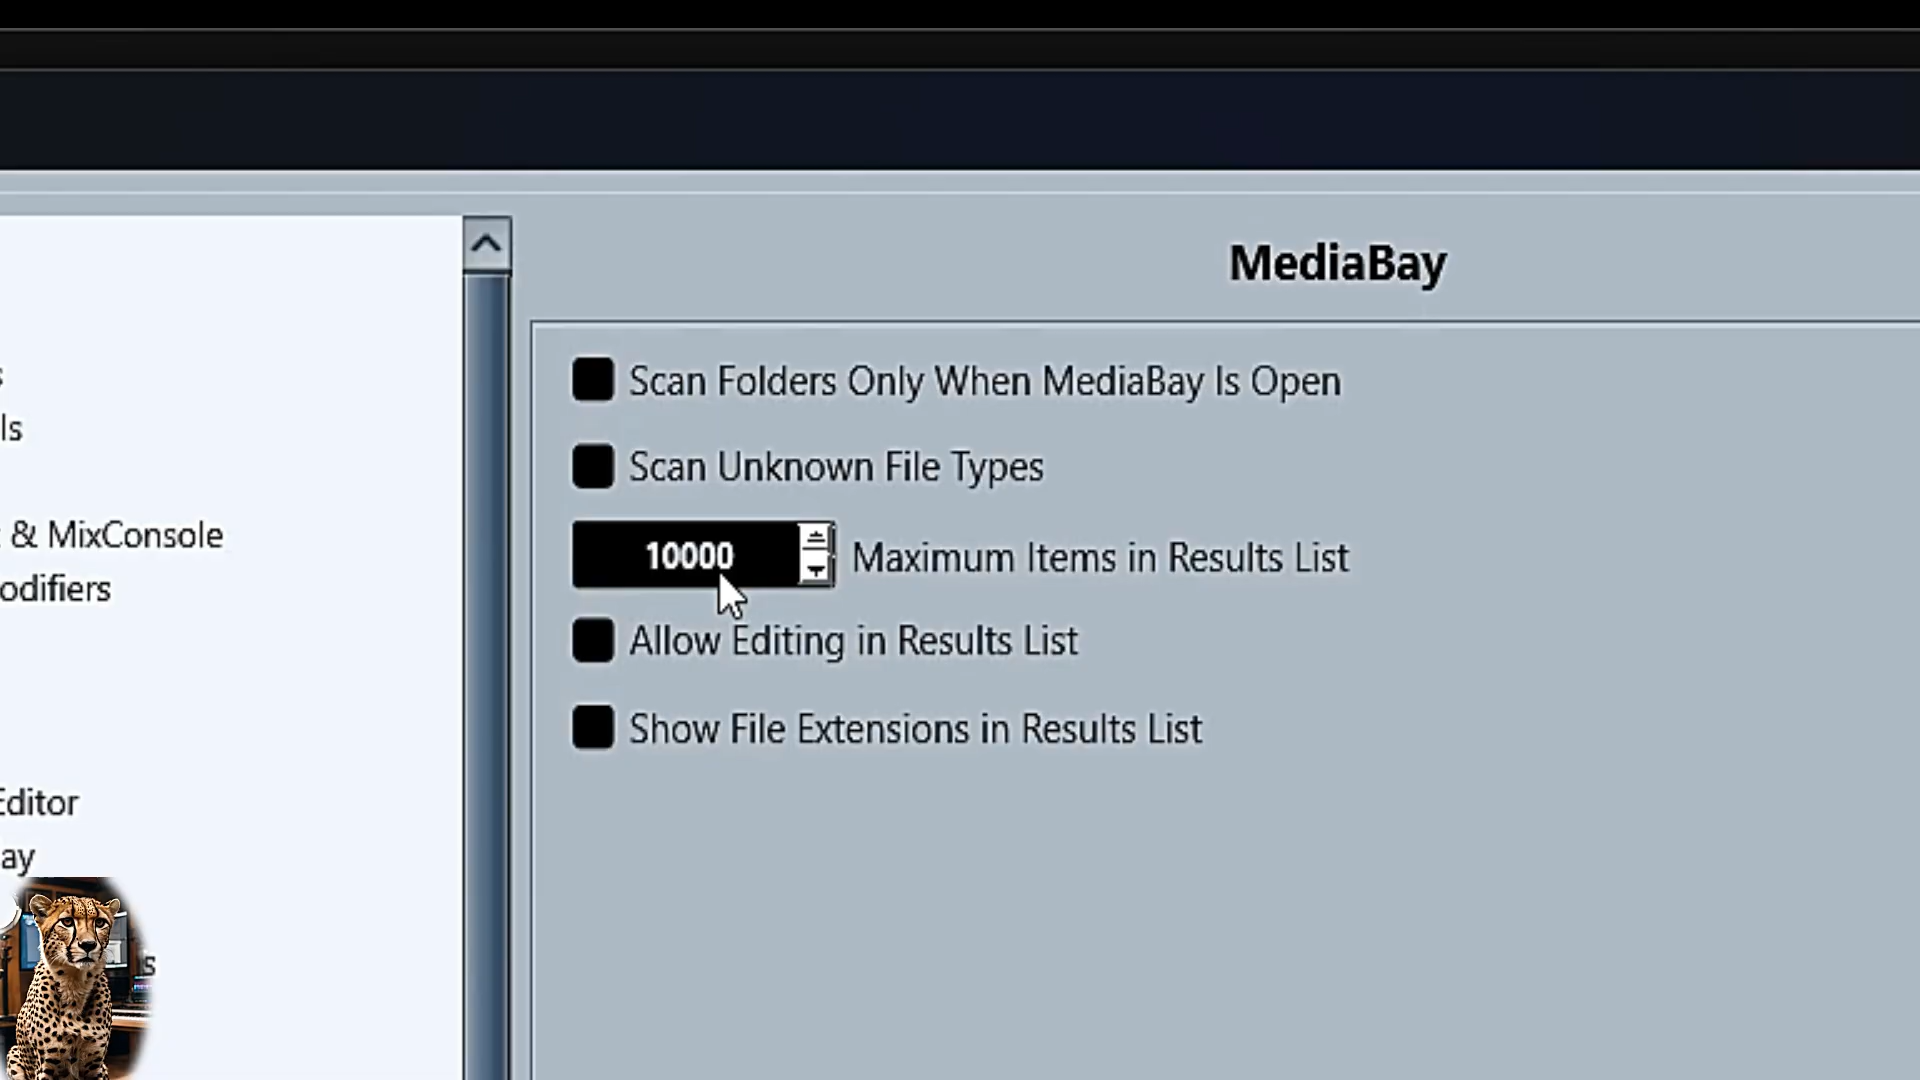 MediaBay
Scan Folders Only When MediaBay Is Open
Scan Unknown File Types
10000 Maximum Items in Results List
Allow Editing in Results List
Show File Extensions in Results List
ls
& MixConsole
odifiers
Editor
ay
s